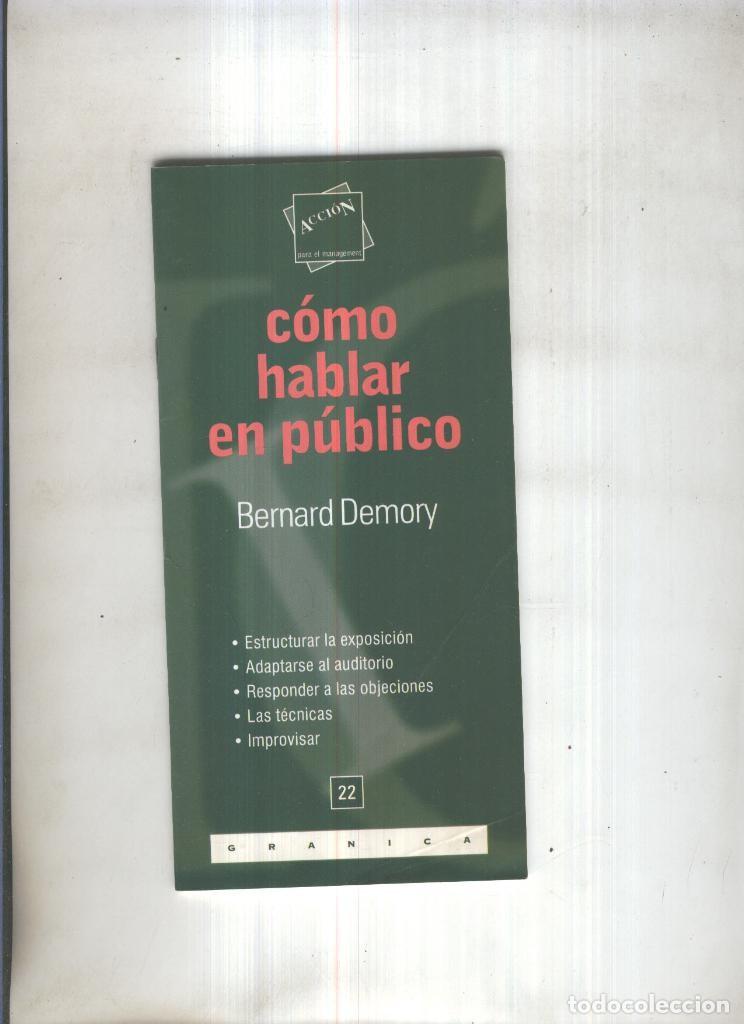 ACCIÓN
para el management
cómo
hablar
en público
Bernard Demory
• Estructurar la exposición
• Adaptarse al auditorio
• Responder a las objeciones
• Las técnicas
• Improvisar
22
GRANICA
todocoleccion